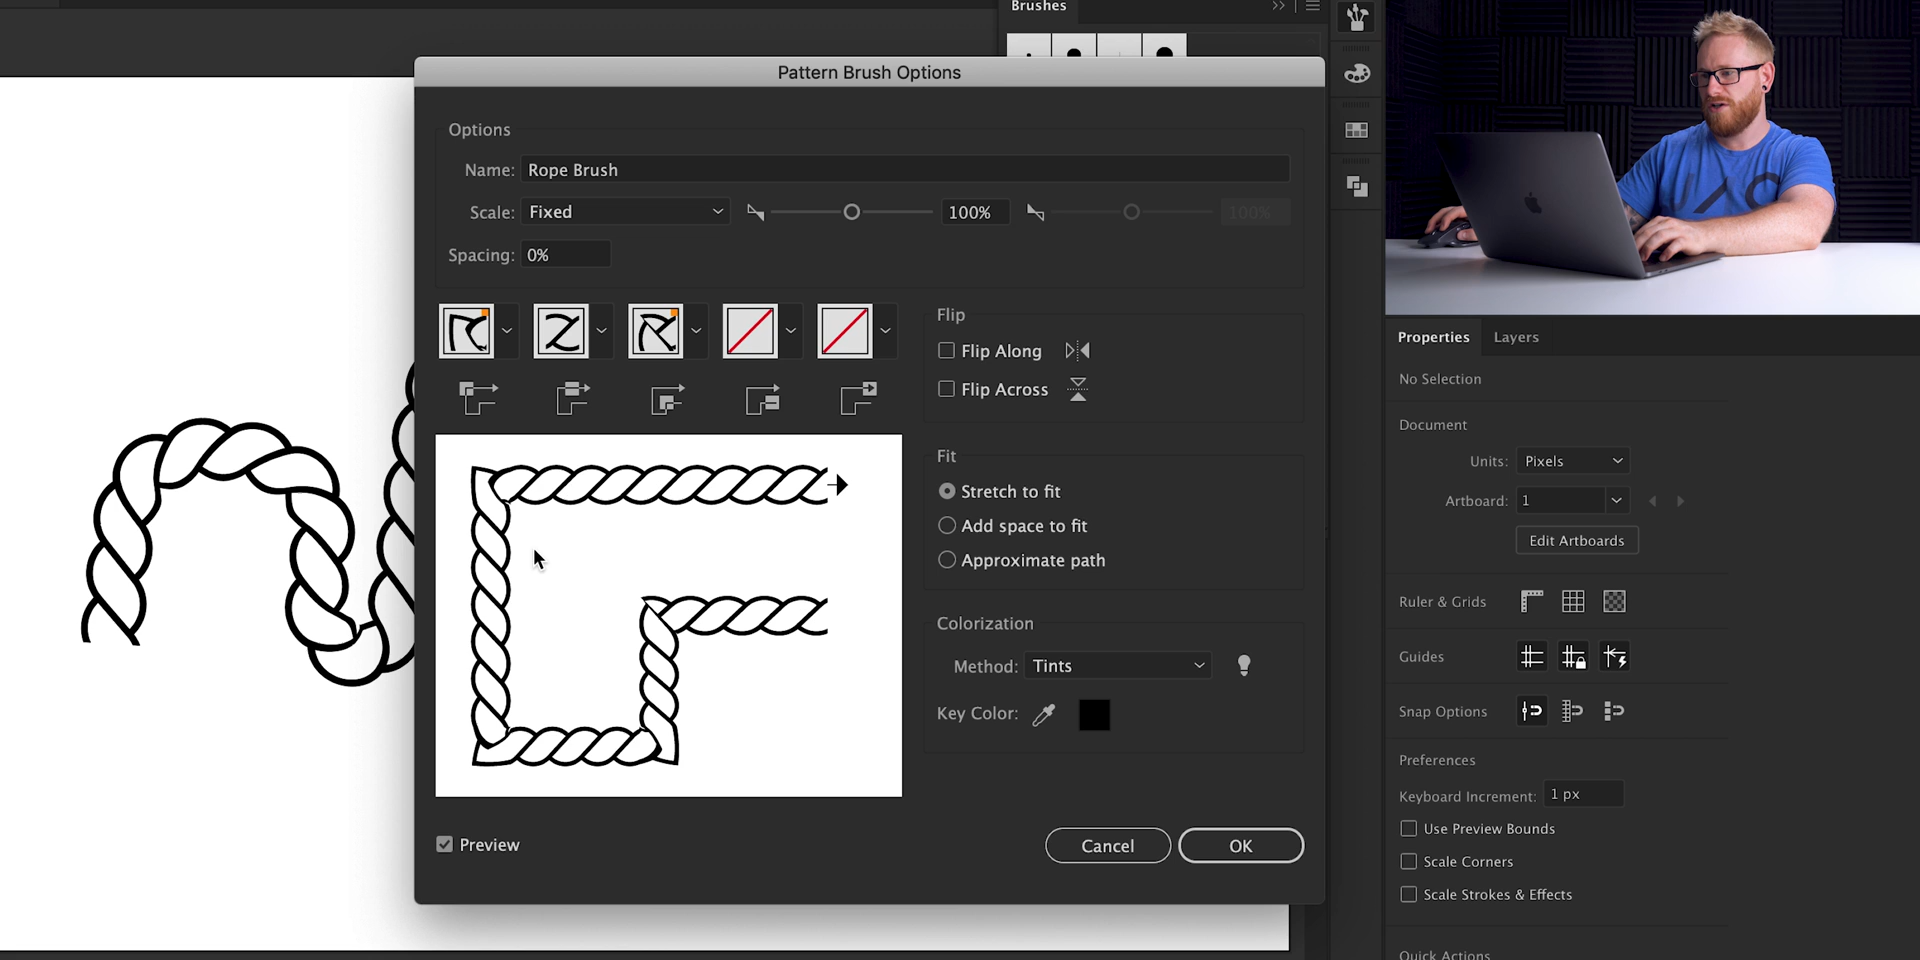 Brushes
Pattern Brush Options
Options
Name: Rope Brush
Scale: Fixed 100% 100%
Spacing: 0%
Flip
Flip Along
Flip Across
Fit
Stretch to fit
Add space to fit
Approximate path
Colorization
Method: Tints
Key Color:
Preview
Cancel
OK
Properties
Layers
No Selection
Document
Units: Pixels
Artboard: 1
Edit Artboards
Ruler & Grids
Guides
Snap Options
Preferences
Keyboard Increment: 1 px
Use Preview Bounds
Scale Corners
Scale Strokes & Effects
Quick Actions